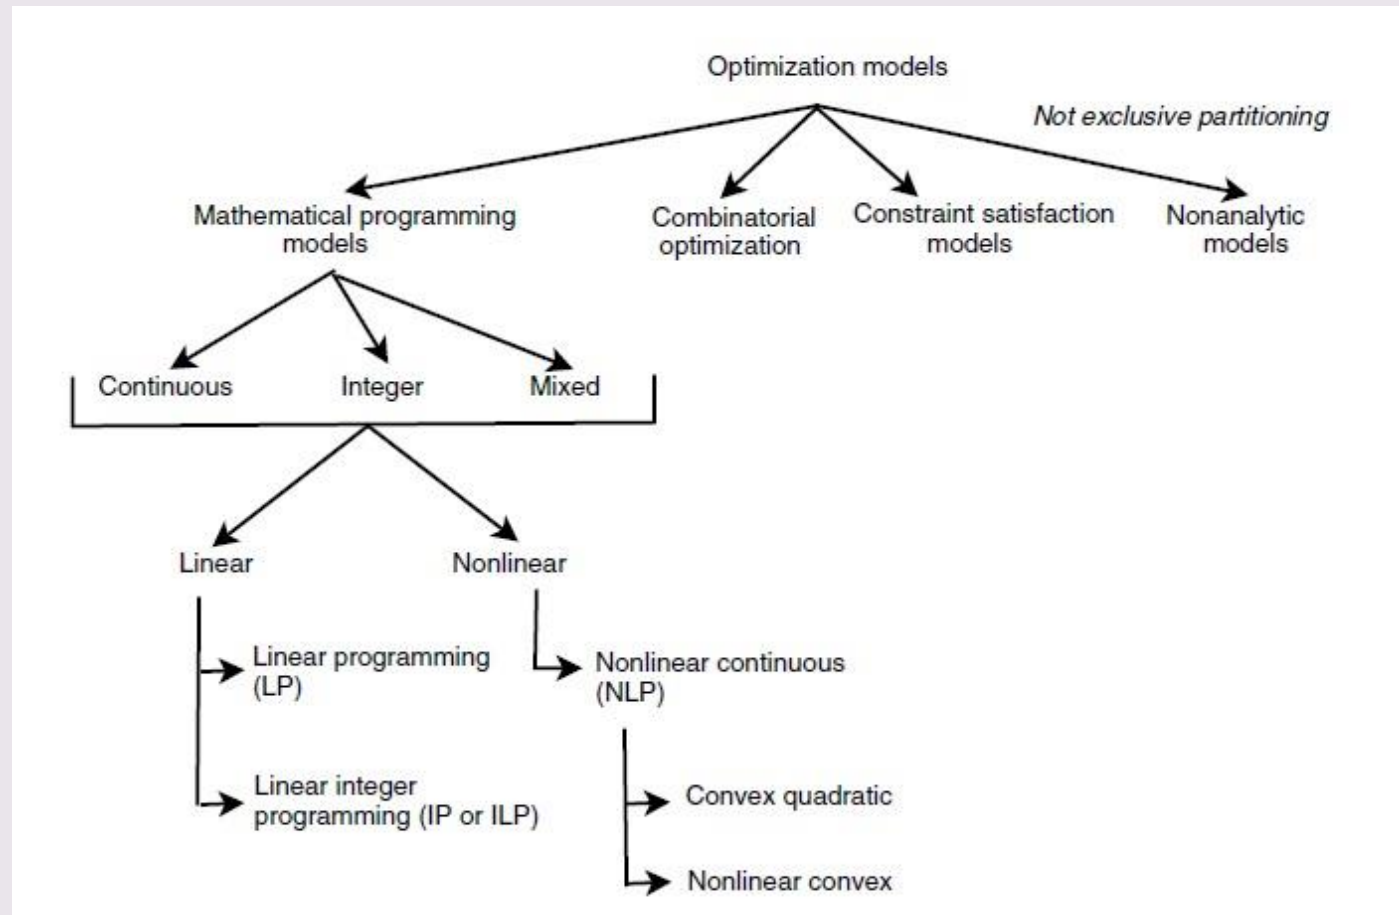 Optimization models
Not exclusive partitioning
Mathematical programming
models
Combinatorial
optimization
Constraint satisfaction
models
Nonanalytic
models
Continuous
Integer
Mixed
Linear
Nonlinear
Linear programming
(LP)
Linear integer
programming (IP or ILP)
Nonlinear continuous
(NLP)
Convex quadratic
Nonlinear convex